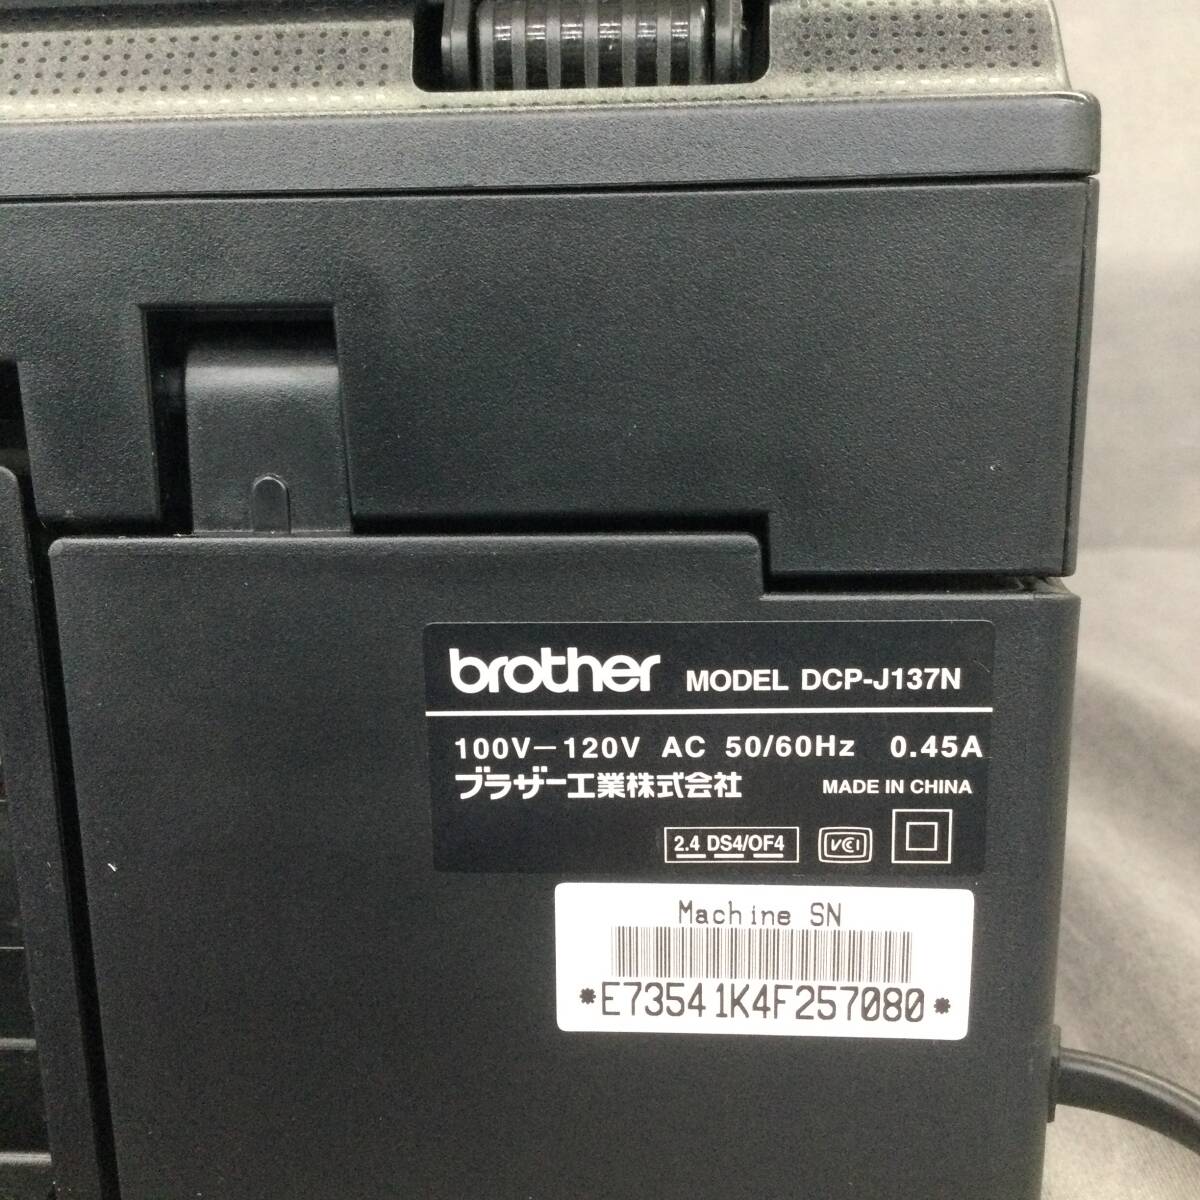 brother MODEL DCP-J137N
100V－120V AC 50/60Hz 0.45A
ブラザー工業株式会社 MADE IN CHINA
2.4 DS4/OF4 VCCI
Machine SN
*E73541K4F257080*